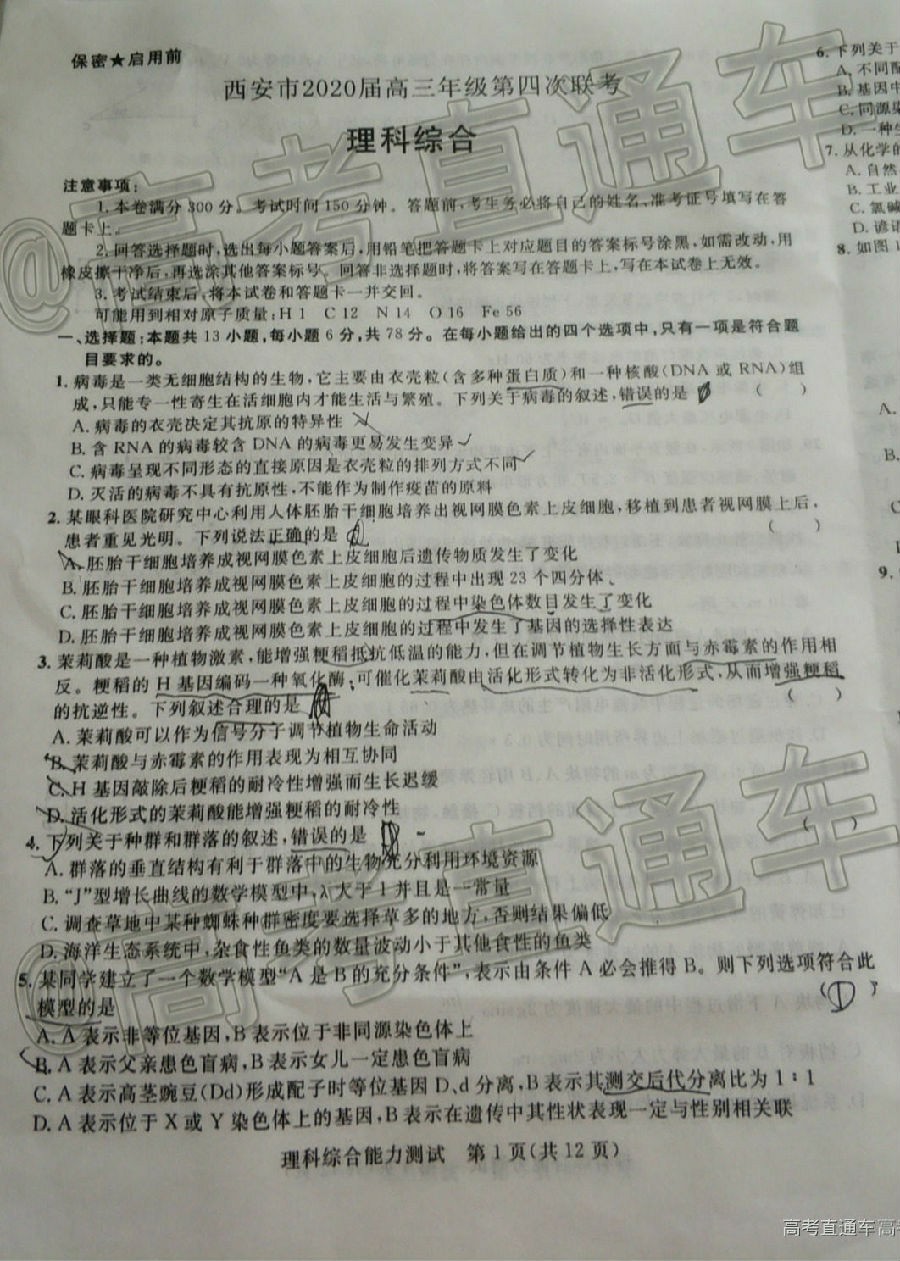 保密★启用前
西安市2020届高三年级第四次联考
理科综合
注意事项:
1.本卷满分300分。考试时间150分钟。答题前,考生务必将自己的姓名、准考证号填写在答
题卡上。
2.回答选择题时,选出每小题答案后,用铅笔把答题卡上对应题目的答案标号涂黑,如需改动,用
橡皮擦干净后,再选涂其他答案标号。回答非选择题时,将答案写在答题卡上,写在本试卷上无效。
3.考试结束后,将本试卷和答题卡一并交回。
可能用到相对原子质量:H 1 C 12 N 14 O 16 Fe 56
一、选择题:本题共13小题,每小题6分,共78分。在每小题给出的四个选项中,只有一项是符合题
目要求的。
1.病毒是一类无细胞结构的生物,它主要由衣壳粒(含多种蛋白质)和一种核酸(DNA或RNA)组
成,只能专一性寄生在活细胞内才能生活与繁殖。下列关于病毒的叙述,错误的是 ( )
A.病毒的衣壳决定其抗原的特异性
B.含RNA的病毒较含DNA的病毒更易发生变异
C.病毒呈现不同形态的直接原因是衣壳粒的排列方式不同
D.灭活的病毒不具有抗原性,不能作为制作疫苗的原料
2.某眼科医院研究中心利用人体胚胎干细胞培养出视网膜色素上皮细胞,移植到患者视网膜上后,
患者重见光明。下列说法正确的是 ( )
A.胚胎干细胞培养成视网膜色素上皮细胞后遗传物质发生了变化
B.胚胎干细胞培养成视网膜色素上皮细胞的过程中出现23个四分体
C.胚胎干细胞培养成视网膜色素上皮细胞的过程中染色体数目发生了变化
D.胚胎干细胞培养成视网膜色素上皮细胞的过程中发生了基因的选择性表达
3.茉莉酸是一种植物激素,能增强粳稻抵抗低温的能力,但在调节植物生长方面与赤霉素的作用相
反。粳稻的H基因编码一种氧化酶,可催化茉莉酸由活化形式转化为非活化形式,从而增强粳稻
的抗逆性。下列叙述合理的是 ( )
A.茉莉酸可以作为信号分子调节植物生命活动
B.茉莉酸与赤霉素的作用表现为相互协同
C.H基因敲除后粳稻的耐冷性增强而生长迟缓
D.活化形式的茉莉酸能增强粳稻的耐冷性
4.下列关于种群和群落的叙述,错误的是 ( )
A.群落的垂直结构有利于群落中的生物充分利用环境资源
B.“J”型增长曲线的数学模型中,λ大于1并且是一常量
C.调查草地中某种蜘蛛种群密度要选择草多的地方,否则结果偏低
D.海洋生态系统中,杂食性鱼类的数量波动小于其他食性的鱼类
5.某同学建立了一个数学模型“A是B的充分条件”,表示由条件A必会推得B。则下列选项符合此
模型的是 (D)
A.A表示非等位基因,B表示位于非同源染色体上
B.A表示父亲患色盲病,B表示女儿一定患色盲病
C.A表示高茎豌豆(Dd)形成配子时等位基因D、d分离,B表示其测交后代分离比为1∶1
D.A表示位于X或Y染色体上的基因,B表示在遗传中其性状表现一定与性别相关联
理科综合能力测试 第1页(共12页)
6.下列关于
A.不同配
B.基因中
C.同源染
D.一种生
7.从化学的
A.自然
B.工业
C.氯碱
D.谚语
8.如图
A.
B.
9.
@高考直通车
@高考直通车
高考直通车 高考